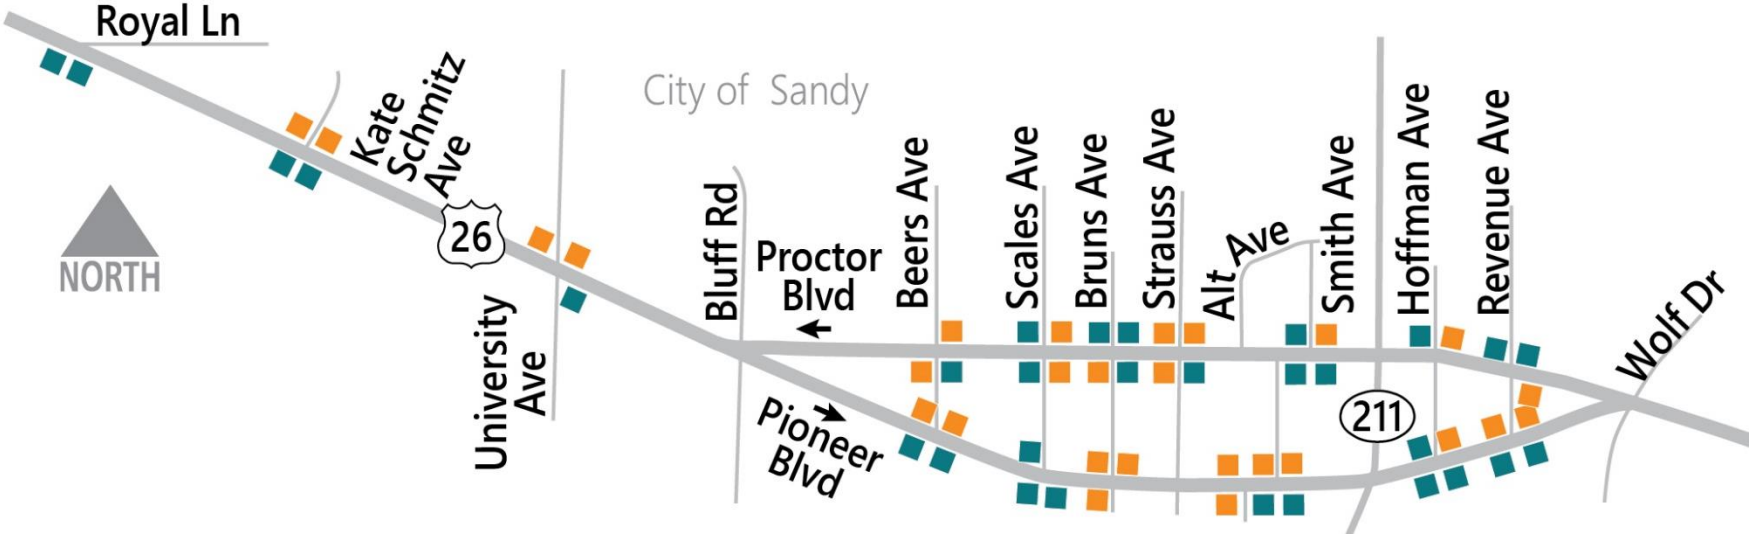 Royal Ln
Kate
Schmitz
Ave
City of Sandy
26
NORTH
University
Ave
Bluff Rd
Proctor
Blvd
Pioneer
Blvd
Beers Ave
Scales Ave
Bruns Ave
Strauss Ave
Alt Ave
Smith Ave
211
Hoffman Ave
Revenue Ave
Wolf Dr